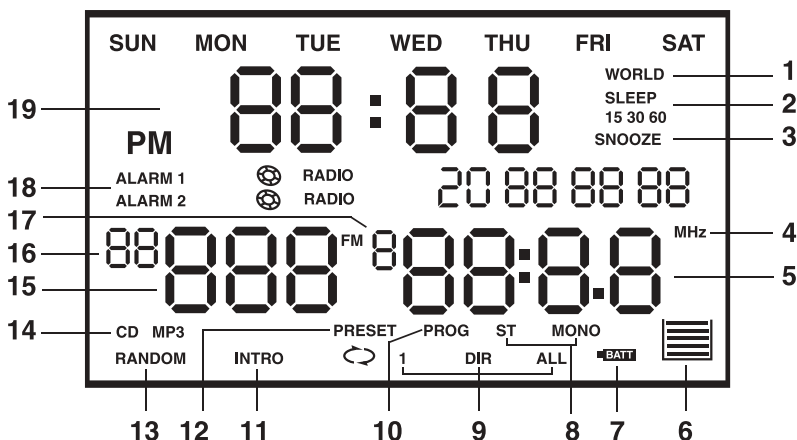 SUN MON TUE WED THU FRI SAT
88:88
WORLD 1
SLEEP 2
15 30 60
SNOOZE 3
19
PM
18 ALARM 1 RADIO
ALARM 2 RADIO
20 88 88 88
17
16 88 888 FM 8 88:8.8 MHz 4
15 5
14 CD MP3 PRESET PROG ST MONO
RANDOM INTRO 1 DIR ALL BATT
13 12 11 10 9 8 7 6